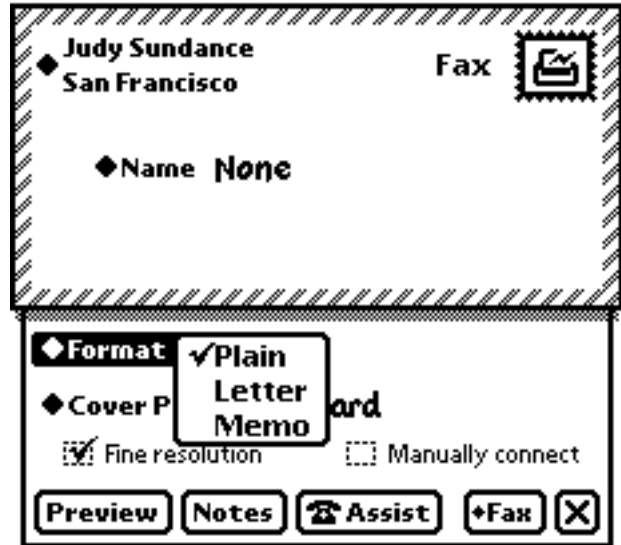 Judy Sundance
San Francisco
Fax
Name None
Format
Plain
Letter
Memo
Cover P
Fine resolution
Manually connect
Preview Notes Assist Fax